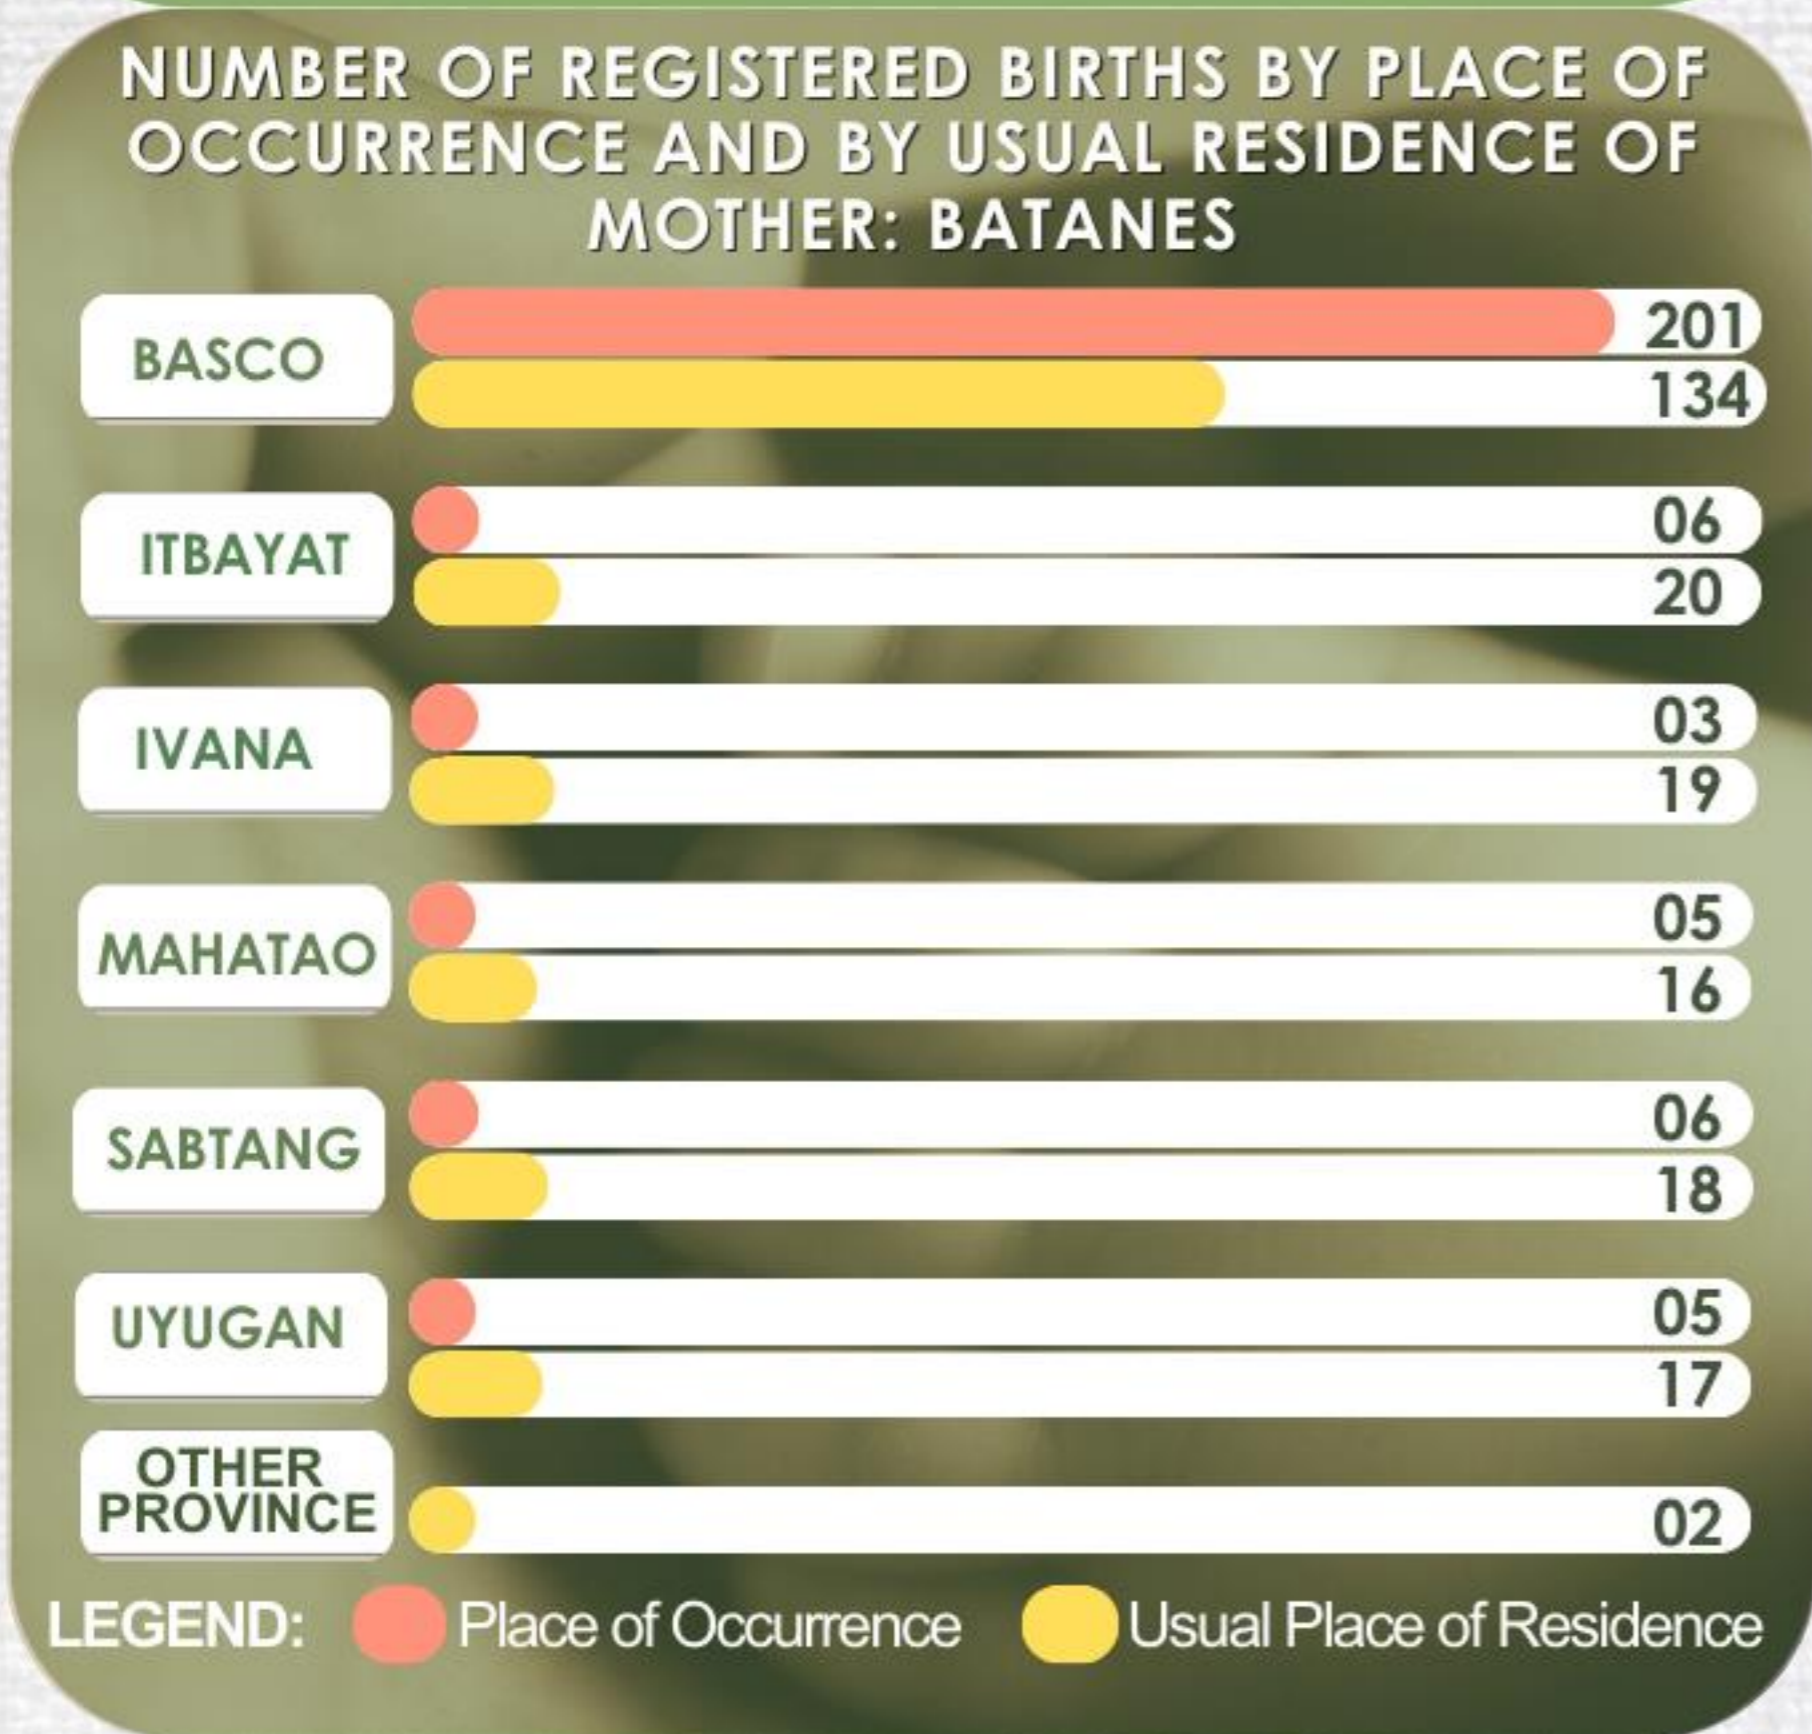 NUMBER OF REGISTERED BIRTHS BY PLACE OF
OCCURRENCE AND BY USUAL RESIDENCE OF
MOTHER: BATANES
BASCO
201
134
ITBAYAT
06
20
IVANA
03
19
MAHATAO
05
16
SABTANG
06
18
UYUGAN
05
17
OTHER
PROVINCE
02
LEGEND: Place of Occurrence Usual Place of Residence